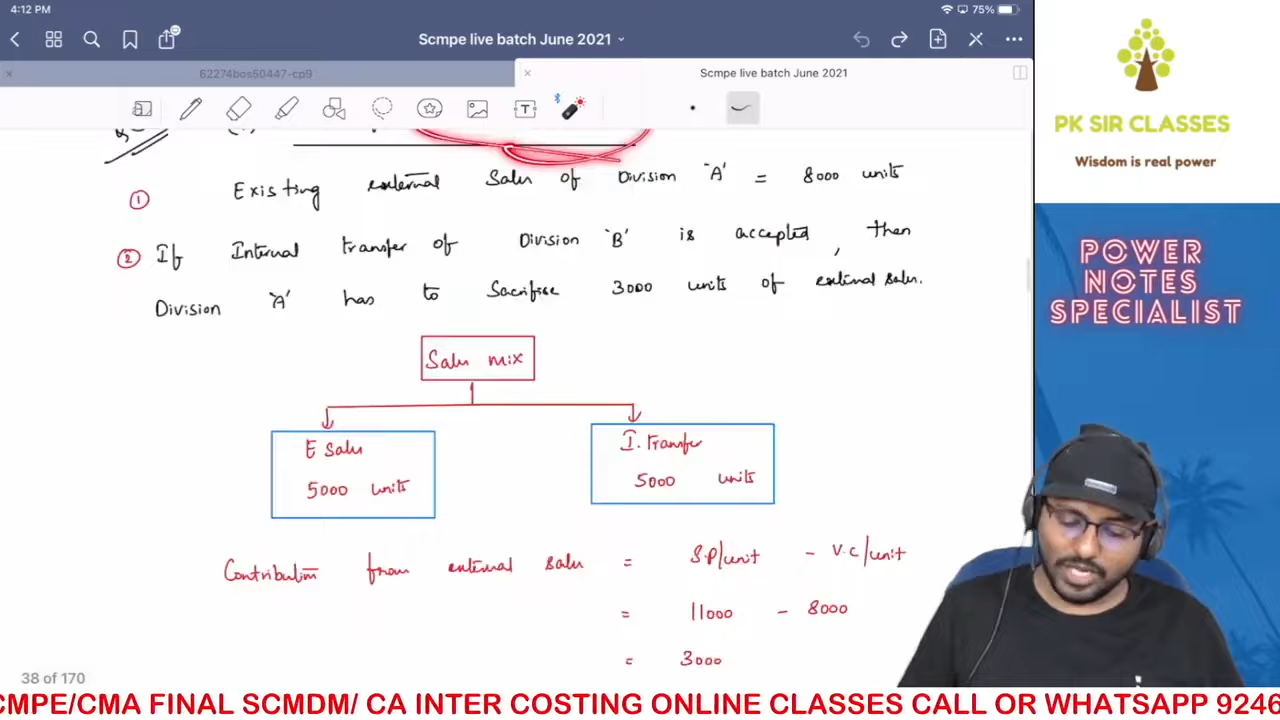 4:12 PM
75%
Scmpe live batch June 2021
62274bos50447-cp9
Scmpe live batch June 2021
PK SIR CLASSES
Wisdom is real power
POWER
NOTES
SPECIALIST
① Existing external Sales of Division 'A' = 8000 units
② If Internal transfer of Division 'B' is accepted, then
Division 'A' has to Sacrifise 3000 units of external sales.
Sales mix
E Sales
5000 units
I. transfer
5000 units
Contribution from external sales = S.P/unit - V.C/unit
= 11000 - 8000
= 3000
38 of 170
CMPE/CMA FINAL SCMDM/ CA INTER COSTING ONLINE CLASSES CALL OR WHATSAPP 9246